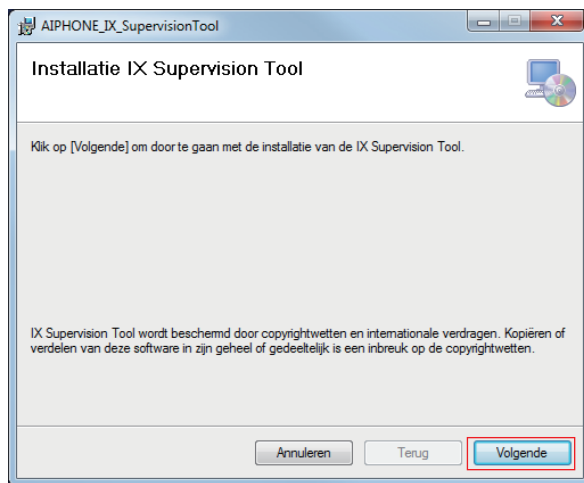 AIPHONE_IX_SupervisionTool
Installatie IX Supervision Tool
Klik op [Volgende] om door te gaan met de installatie van de IX Supervision Tool.
IX Supervision Tool wordt beschermd door copyrightwetten en internationale verdragen. Kopiëren of
verdelen van deze software in zijn geheel of gedeeltelijk is een inbreuk op de copyrightwetten.
Annuleren
Terug
Volgende